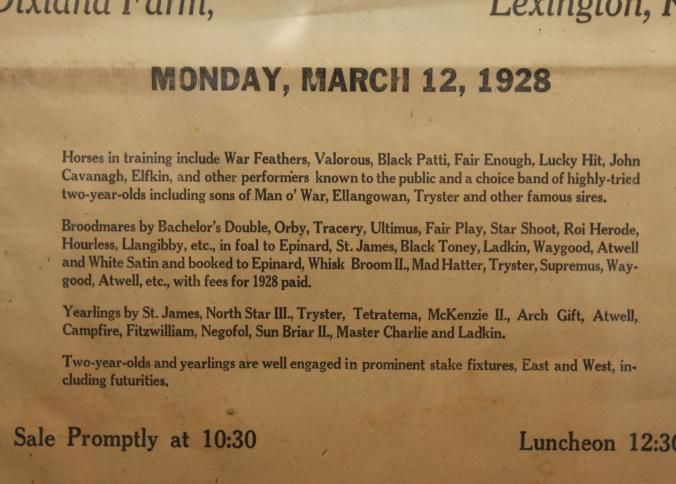 Dixiana Farm, Lexington,
MONDAY, MARCH 12, 1928
Horses in training include War Feathers, Valorous, Black Patti, Fair Enough, Lucky Hit, John
Cavanagh, Elfkin, and other performers known to the public and a choice band of highly-tried
two-year-olds including sons of Man o' War, Ellangowan, Tryster and other famous sires.
Broodmares by Bachelor's Double, Orby, Tracery, Ultimus, Fair Play, Star Shoot, Roi Herode,
Hourless, Llangibby, etc., in foal to Epinard, St. James, Black Toney, Ladkin, Waygood, Atwell
and White Satin and booked to Epinard, Whisk Broom II., Mad Hatter, Tryster, Supremus, Way-
good, Atwell, etc., with fees for 1928 paid.
Yearlings by St. James, North Star III., Tryster, Tetratema, McKenzie II., Arch Gift, Atwell,
Campfire, Fitzwilliam, Negofol, Sun Briar II., Master Charlie and Ladkin.
Two-year-olds and yearlings are well engaged in prominent stake fixtures, East and West, in-
cluding futurities.
Sale Promptly at 10:30 Luncheon 12:30